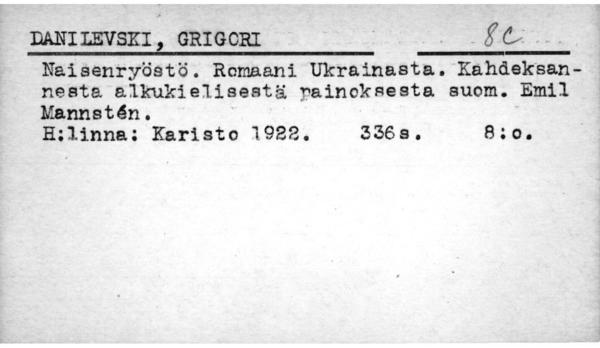 DANILEVSKI, GRIGORI 8C
Naisenryöstö. Romaani Ukrainasta. Kahdeksan-
nesta alkukielisestä painoksesta suom. Emil
Mannstén.
H:linna: Karisto 1922. 336s. 8:o.